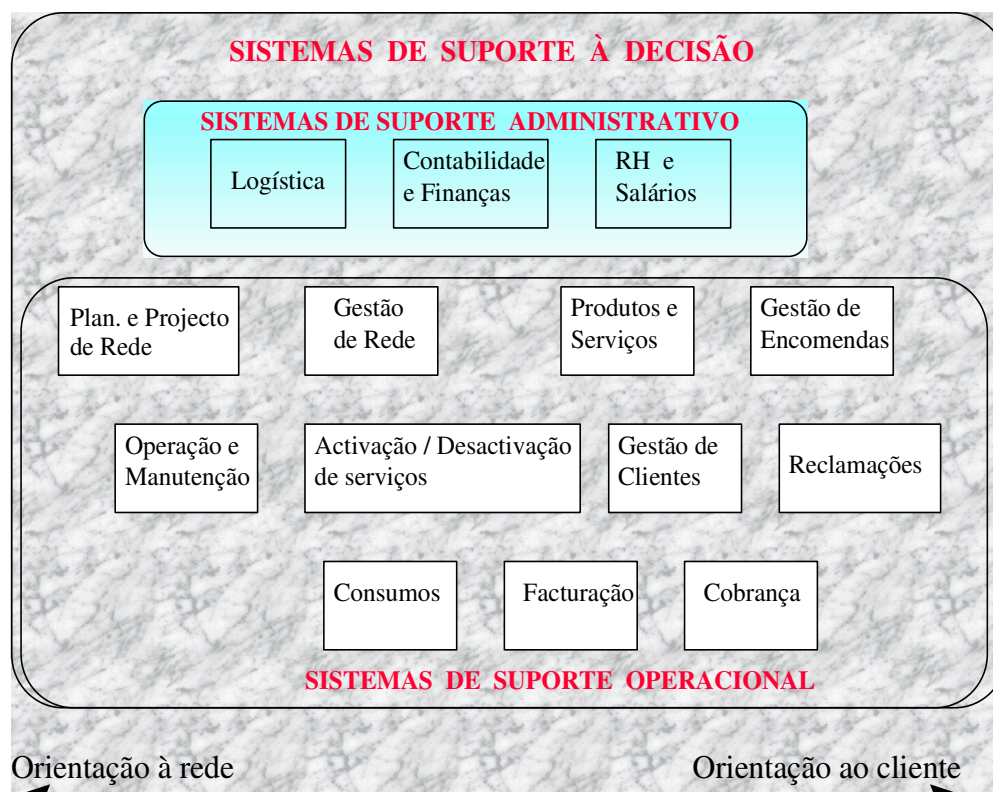 SISTEMAS DE SUPORTE À DECISÃO
SISTEMAS DE SUPORTE ADMINISTRATIVO
Logística
Contabilidade
e Finanças
RH e
Salários
Plan. e Projecto
de Rede
Gestão
de Rede
Produtos e
Serviços
Gestão de
Encomendas
Operação e
Manutenção
Activação / Desactivação
de serviços
Gestão de
Clientes
Reclamações
Consumos
Facturação
Cobrança
SISTEMAS DE SUPORTE OPERACIONAL
Orientação à rede
Orientação ao cliente